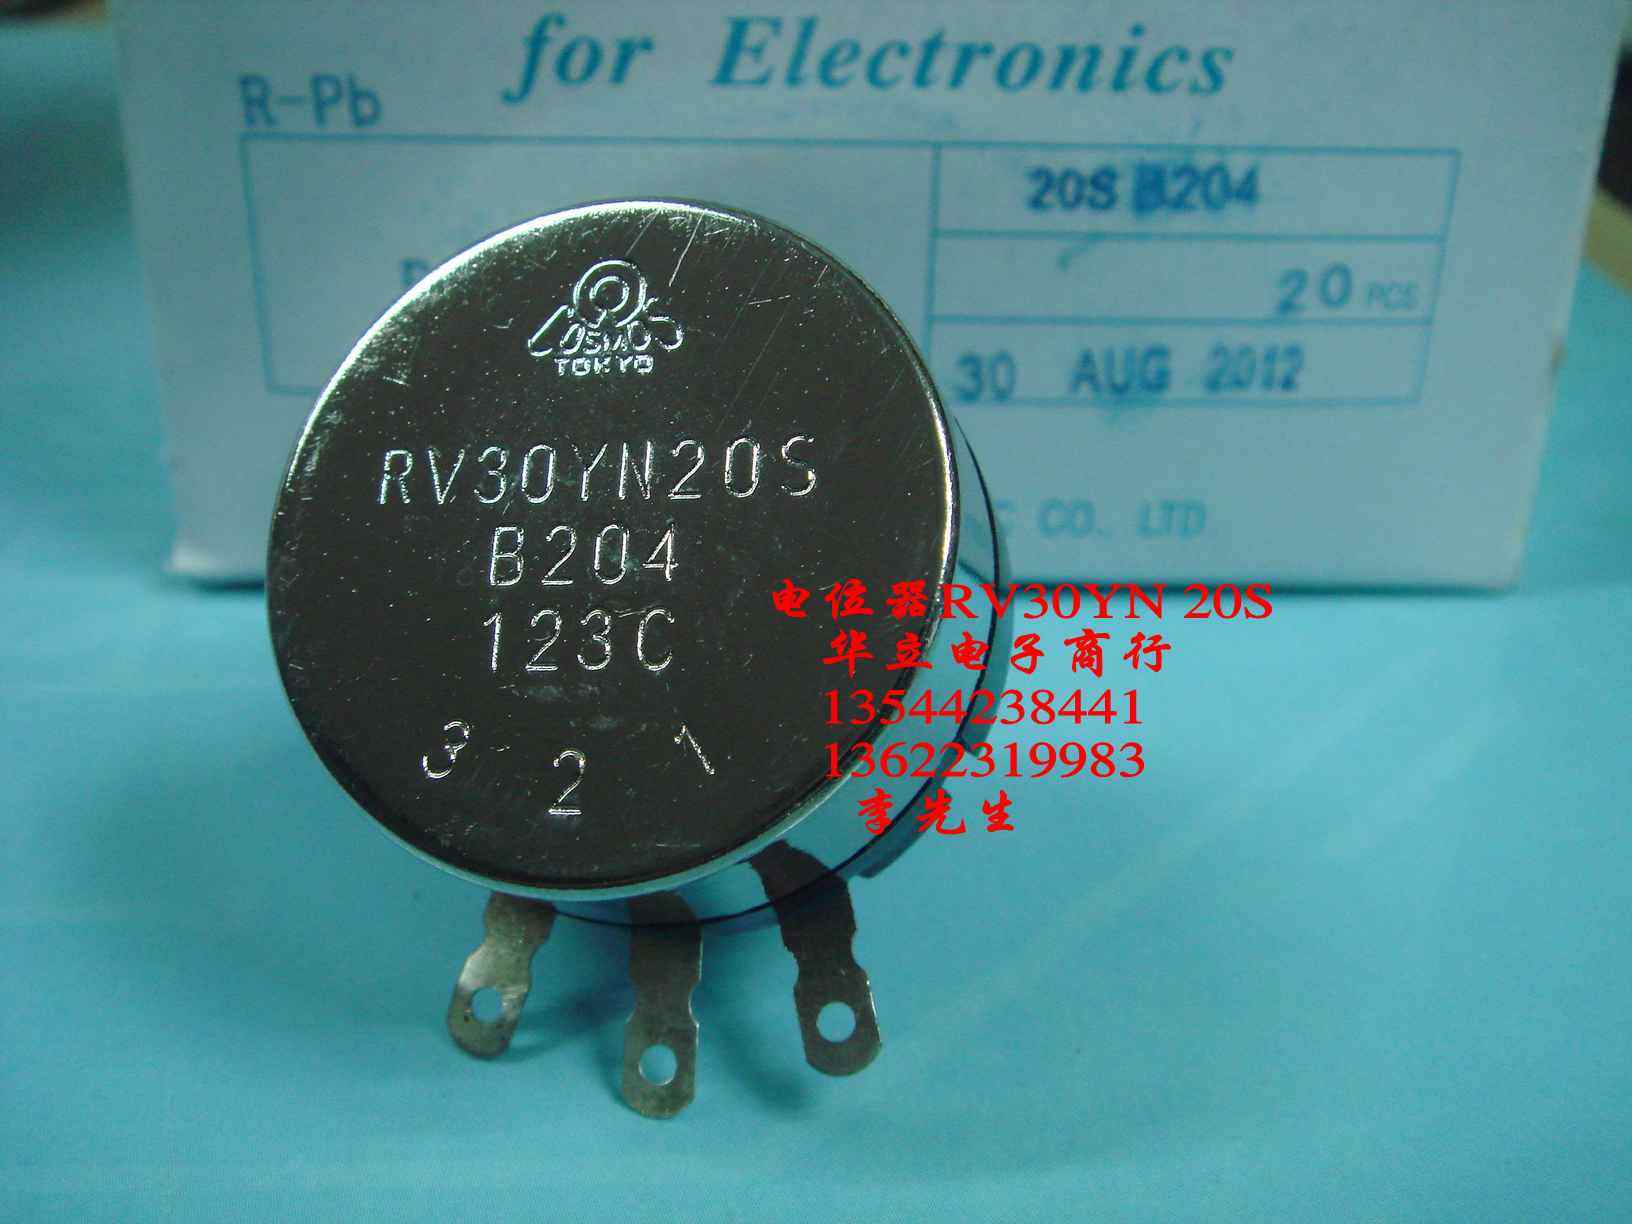 for Electronics
R-Pb
20S B204
20 PCS
30 AUG 2012
CO., LTD
COSMOS
TOKYO
RV30YN20S
B204
123C
3 2 1
电位器RV30YN 20S
华立电子商行
13544238441
13622319983
李先生